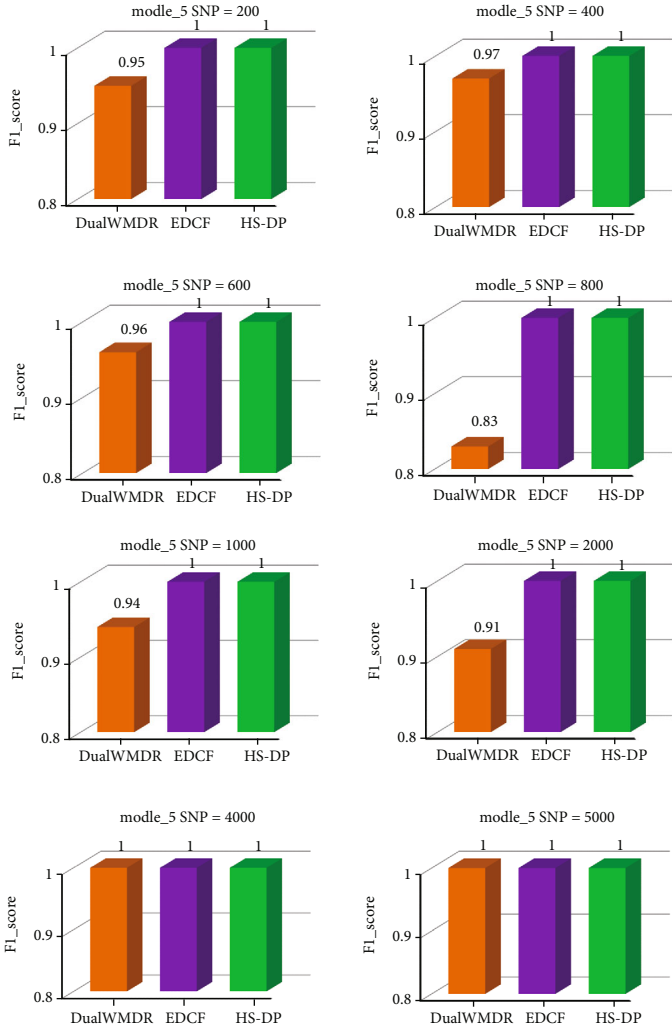 modle_5 SNP = 200
1
1
0.95
1
0.9
0.8
F1_score
DualWMDR
EDCF
HS-DP
modle_5 SNP = 400
1
1
0.97
1
0.9
0.8
F1_score
DualWMDR
EDCF
HS-DP
modle_5 SNP = 600
1
1
0.96
1
0.9
0.8
F1_score
DualWMDR
EDCF
HS-DP
modle_5 SNP = 800
1
1
0.83
1
0.9
0.8
F1_score
DualWMDR
EDCF
HS-DP
modle_5 SNP = 1000
1
1
0.94
1
0.9
0.8
F1_score
DualWMDR
EDCF
HS-DP
modle_5 SNP = 2000
1
1
0.91
1
0.9
0.8
F1_score
DualWMDR
EDCF
HS-DP
modle_5 SNP = 4000
1
1
1
1
0.9
0.8
F1_score
DualWMDR
EDCF
HS-DP
modle_5 SNP = 5000
1
1
1
1
0.9
0.8
F1_score
DualWMDR
EDCF
HS-DP